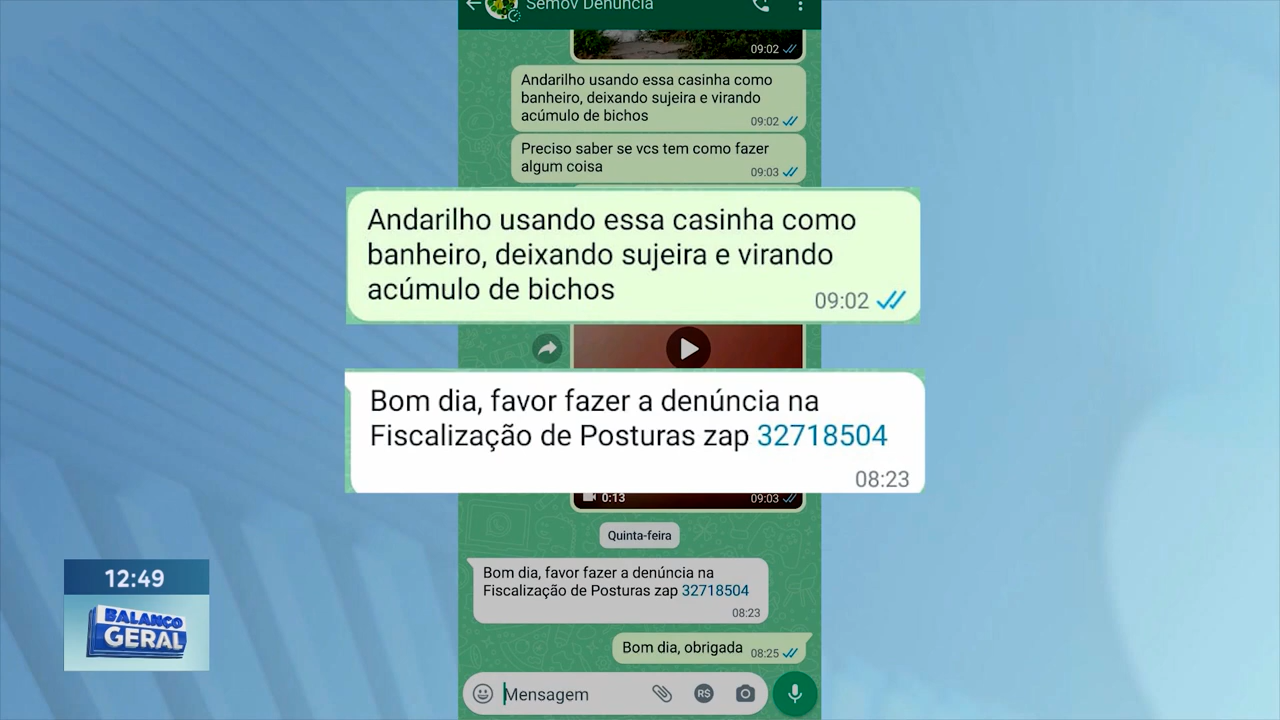 Semov Denúncia
09:02
Andarilho usando essa casinha como
banheiro, deixando sujeira e virando
acúmulo de bichos
09:02
Preciso saber se vcs tem como fazer
algum coisa
09:03
Andarilho usando essa casinha como
banheiro, deixando sujeira e virando
acúmulo de bichos
09:02
Bom dia, favor fazer a denúncia na
Fiscalização de Posturas zap 32718504
08:23
0:13
09:03
Quinta-feira
Bom dia, favor fazer a denúncia na
Fiscalização de Posturas zap 32718504
08:23
Bom dia, obrigada 08:25
Mensagem
R$
12:49
BALANÇO
GERAL